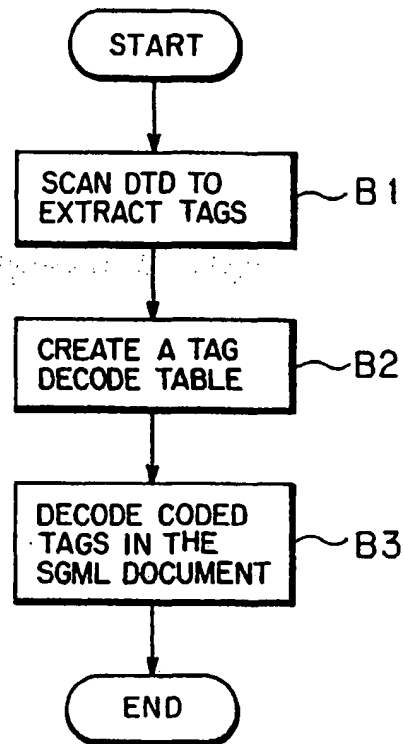 START
SCAN DTD TO
EXTRACT TAGS
B1
CREATE A TAG
DECODE TABLE
B2
DECODE CODED
TAGS IN THE
SGML DOCUMENT
B3
END